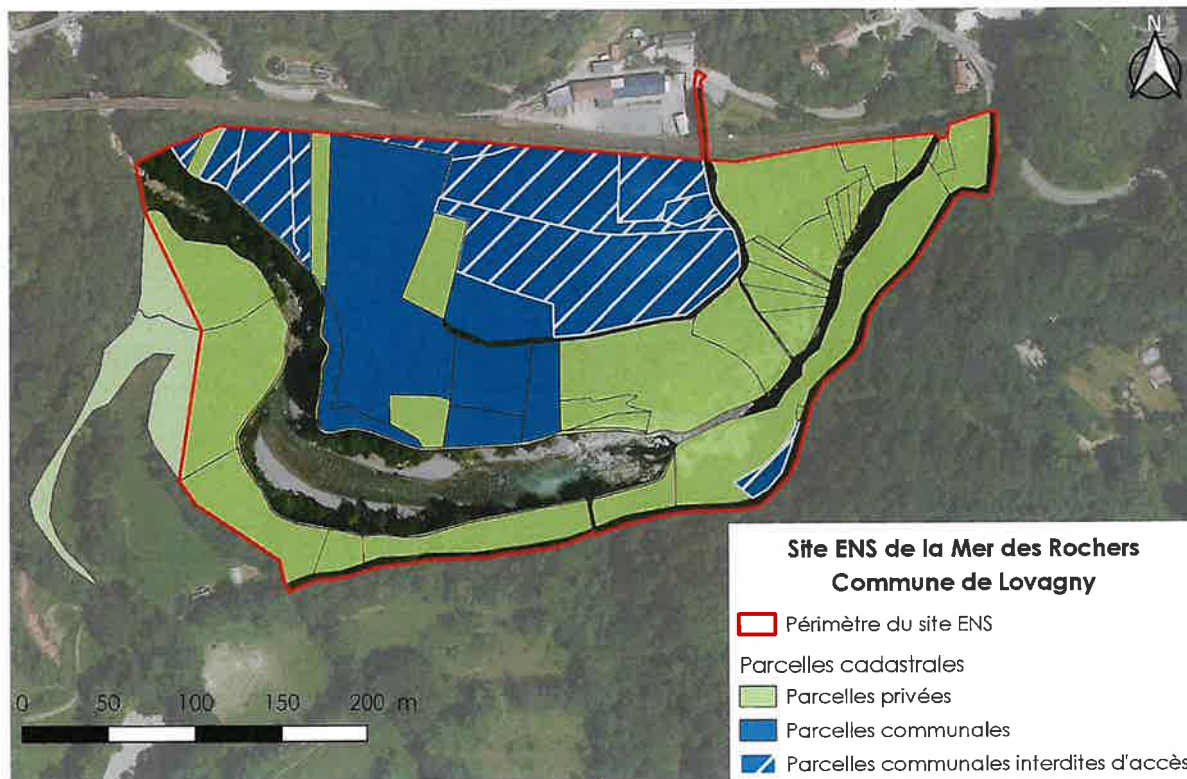 N
Site ENS de la Mer des Rochers
Commune de Lovagny
Périmètre du site ENS
Parcelles cadastrales
Parcelles privées
Parcelles communales
Parcelles communales interdites d'accès
0 50 100 150 200 m